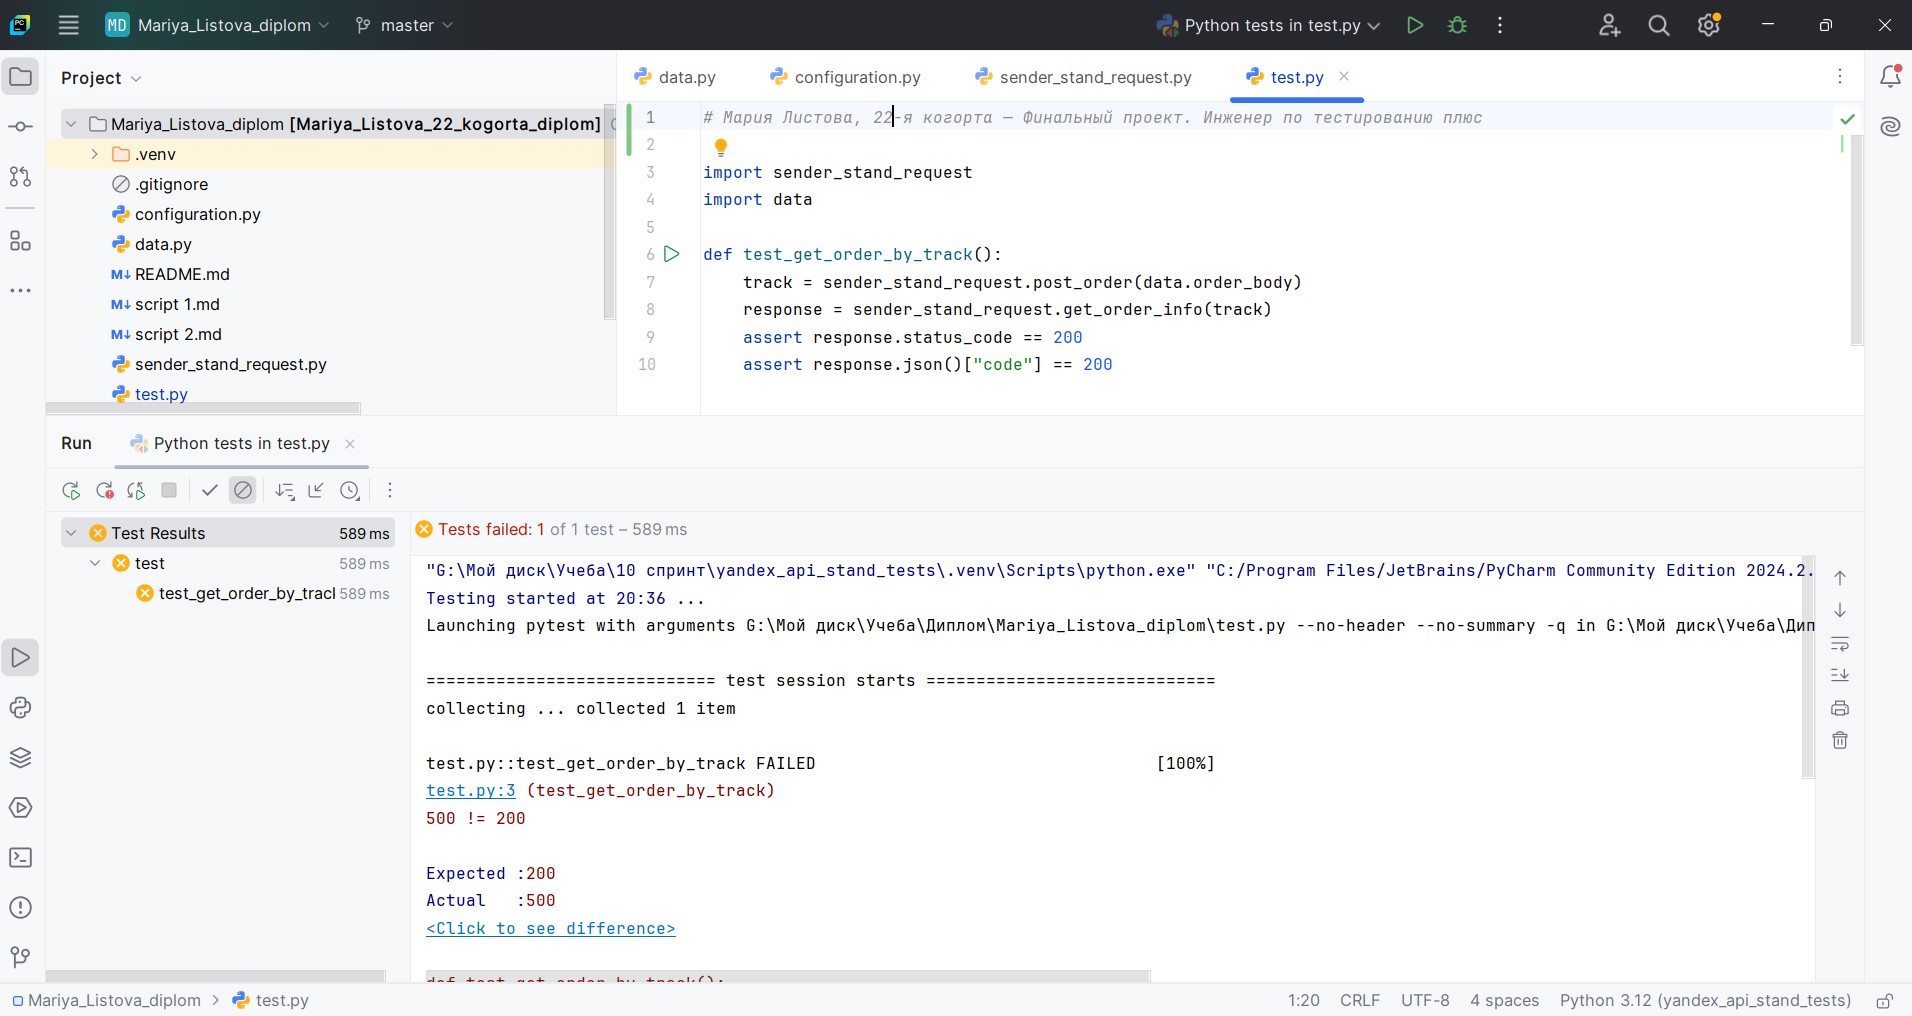 MD Mariya_Listova_diplom
master
Python tests in test.py
Project
data.py
configuration.py
sender_stand_request.py
test.py
Mariya_Listova_diplom [Mariya_Listova_22_kogorta_diplom]
.venv
.gitignore
configuration.py
data.py
README.md
script 1.md
script 2.md
sender_stand_request.py
test.py
1 # Мария Листова, 22-я когорта — Финальный проект. Инженер по тестированию плюс
2
3 import sender_stand_request
4 import data
5
6 def test_get_order_by_track():
7 track = sender_stand_request.post_order(data.order_body)
8 response = sender_stand_request.get_order_info(track)
9 assert response.status_code == 200
10 assert response.json()["code"] == 200
Run
Python tests in test.py
Test Results 589 ms
test 589 ms
test_get_order_by_tracl 589 ms
Tests failed: 1 of 1 test – 589 ms
"G:\Мой диск\Учеба\10 спринт\yandex_api_stand_tests\.venv\Scripts\python.exe" "C:/Program Files/JetBrains/PyCharm Community Edition 2024.2.
Testing started at 20:36 ...
Launching pytest with arguments G:\Мой диск\Учеба\Диплом\Mariya_Listova_diplom\test.py --no-header --no-summary -q in G:\Мой диск\Учеба\Дип
============================= test session starts =============================
collecting ... collected 1 item
test.py::test_get_order_by_track FAILED [100%]
test.py:3 (test_get_order_by_track)
500 != 200
Expected :200
Actual :500
<Click to see difference>
def test_get_order_by_track():
Mariya_Listova_diplom > test.py
1:20 CRLF UTF-8 4 spaces Python 3.12 (yandex_api_stand_tests)